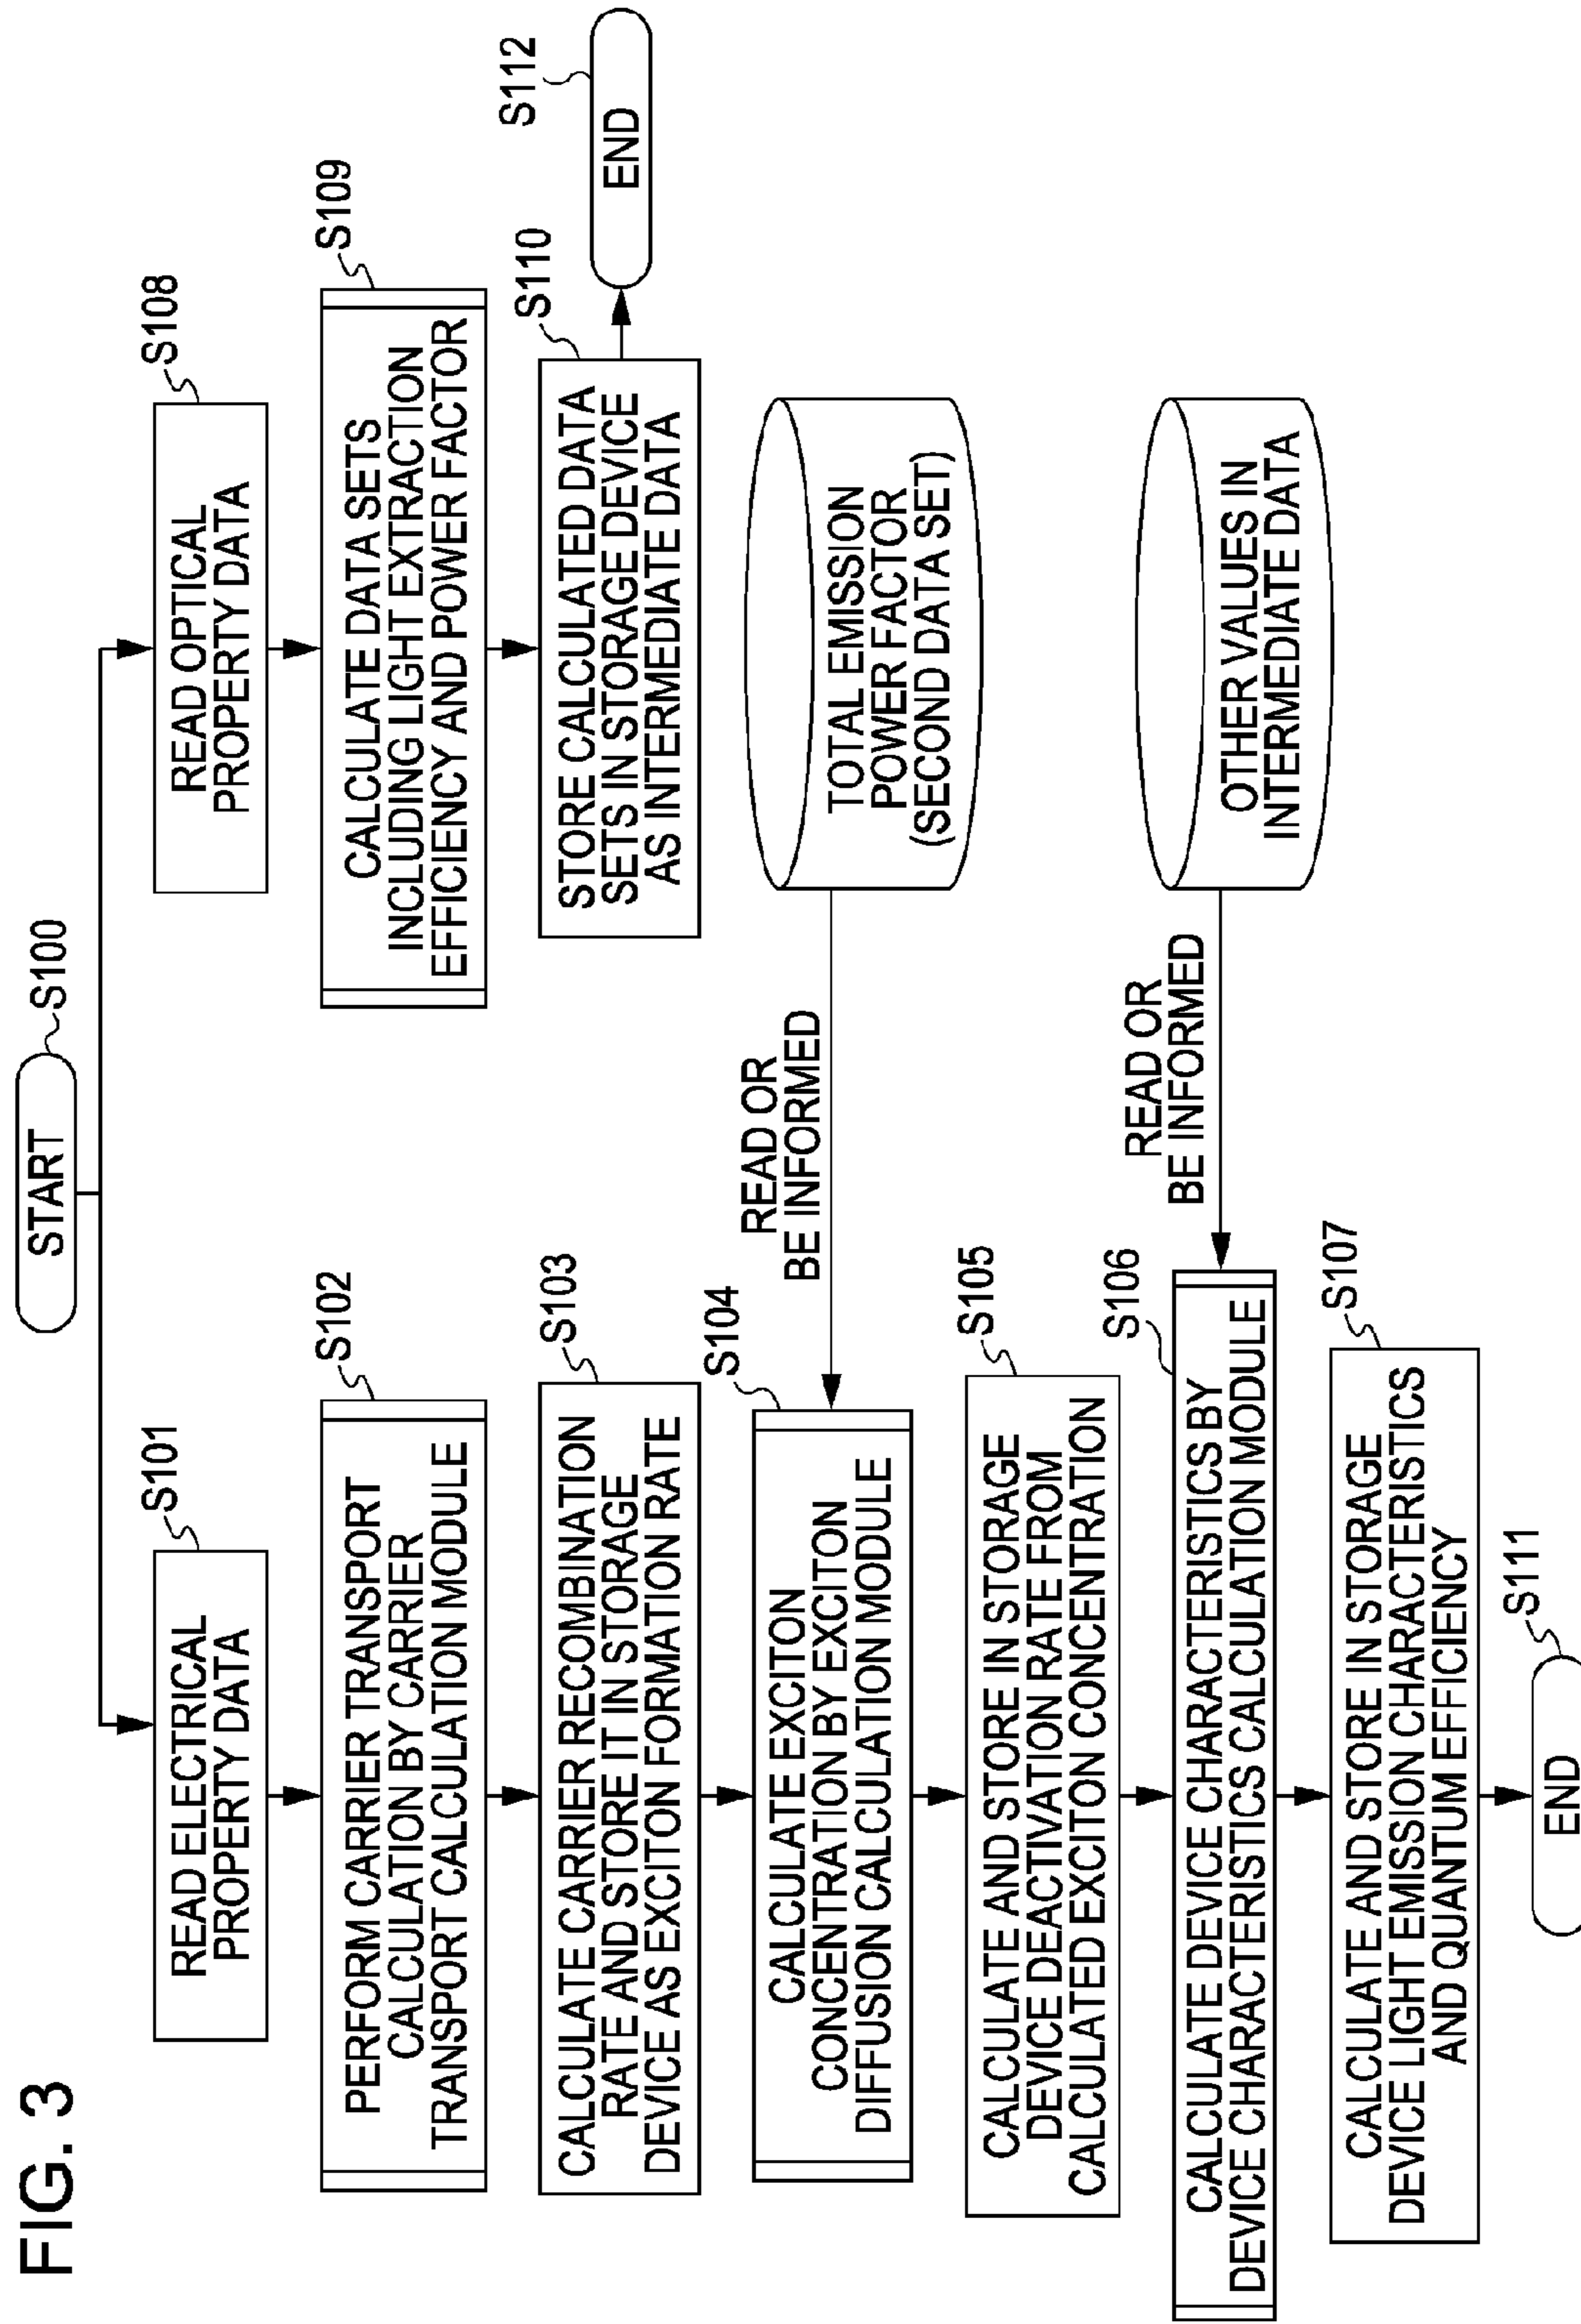 FIG. 3
START
S100
READ ELECTRICAL
PROPERTY DATA
S101
PERFORM CARRIER TRANSPORT
CALCULATION BY CARRIER
TRANSPORT CALCULATION MODULE
S102
CALCULATE CARRIER RECOMBINATION
RATE AND STORE IT IN STORAGE
DEVICE AS EXCITON FORMATION RATE
S103
CALCULATE EXCITON
CONCENTRATION BY EXCITON
DIFFUSION CALCULATION MODULE
S104
CALCULATE AND STORE IN STORAGE
DEVICE DEACTIVATION RATE FROM
CALCULATED EXCITON CONCENTRATION
S105
CALCULATE DEVICE CHARACTERISTICS BY
DEVICE CHARACTERISTICS CALCULATION MODULE
S106
CALCULATE AND STORE IN STORAGE
DEVICE LIGHT EMISSION CHARACTERISTICS
AND QUANTUM EFFICIENCY
S107
END
S111
READ OPTICAL
PROPERTY DATA
S108
CALCULATE DATA SETS
INCLUDING LIGHT EXTRACTION
EFFICIENCY AND POWER FACTOR
S109
STORE CALCULATED DATA
SETS IN STORAGE DEVICE
AS INTERMEDIATE DATA
S110
END
S112
READ OR
BE INFORMED
TOTAL EMISSION
POWER FACTOR
(SECOND DATA SET)
READ OR
BE INFORMED
OTHER VALUES IN
INTERMEDIATE DATA